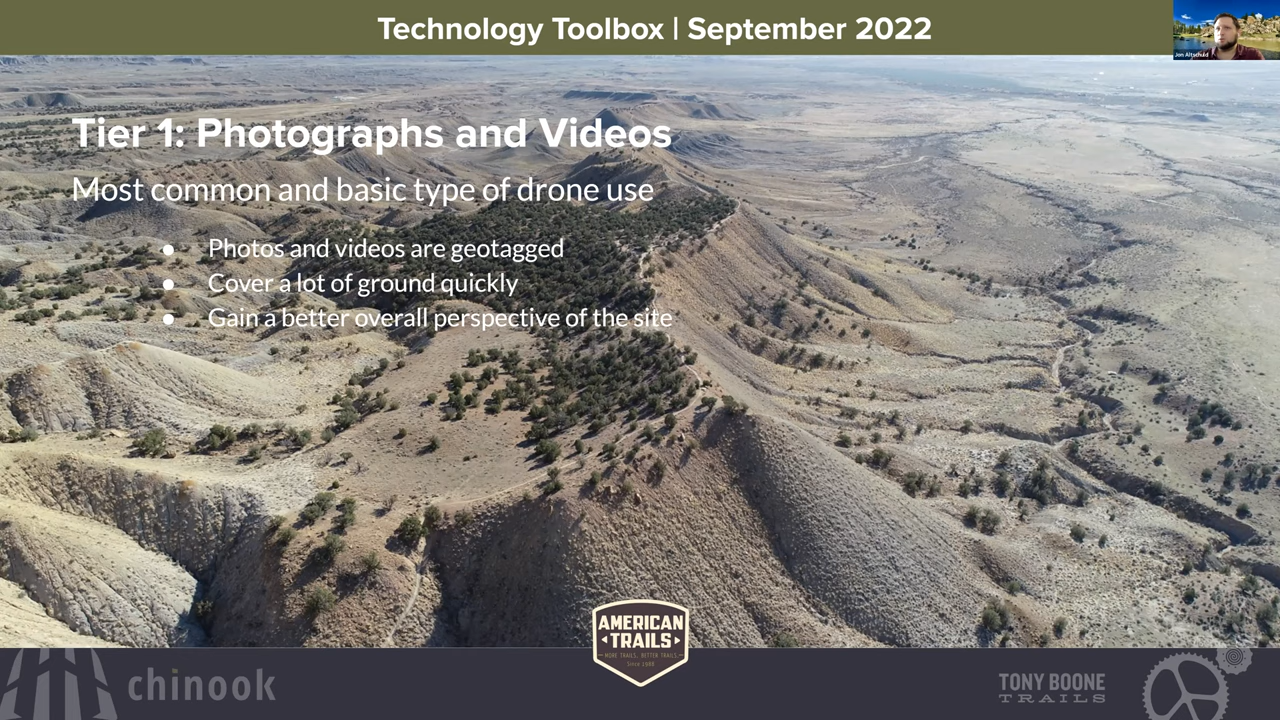 Technology Toolbox | September 2022
Jon Altschuld
Tier 1: Photographs and Videos
Most common and basic type of drone use
● Photos and videos are geotagged
● Cover a lot of ground quickly
● Gain a better overall perspective of the site
AMERICAN
TRAILS
MORE TRAILS. BETTER TRAILS.
Since 1988
chinook
TONY BOONE
TRAILS